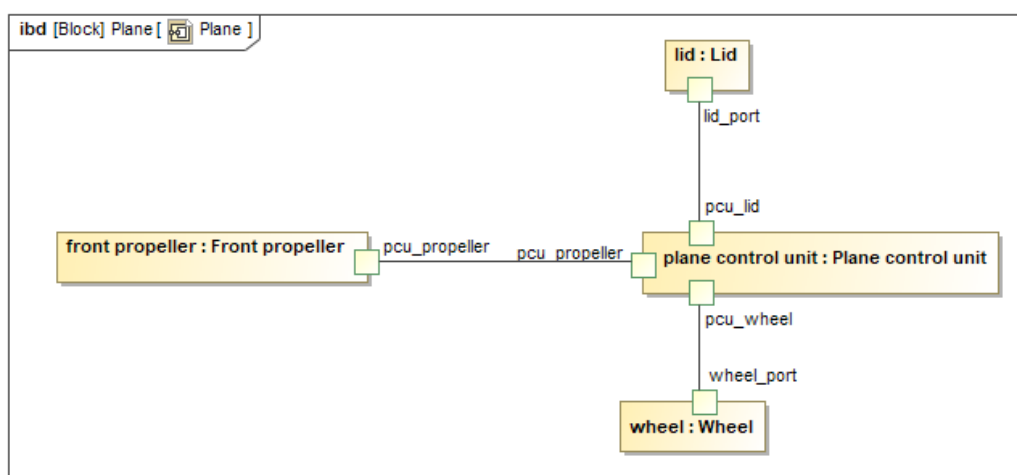 ibd [Block] Plane [ Plane ]
lid : Lid
lid_port
pcu_lid
front propeller : Front propeller
pcu_propeller
pcu_propeller
plane control unit : Plane control unit
pcu_wheel
wheel_port
wheel : Wheel